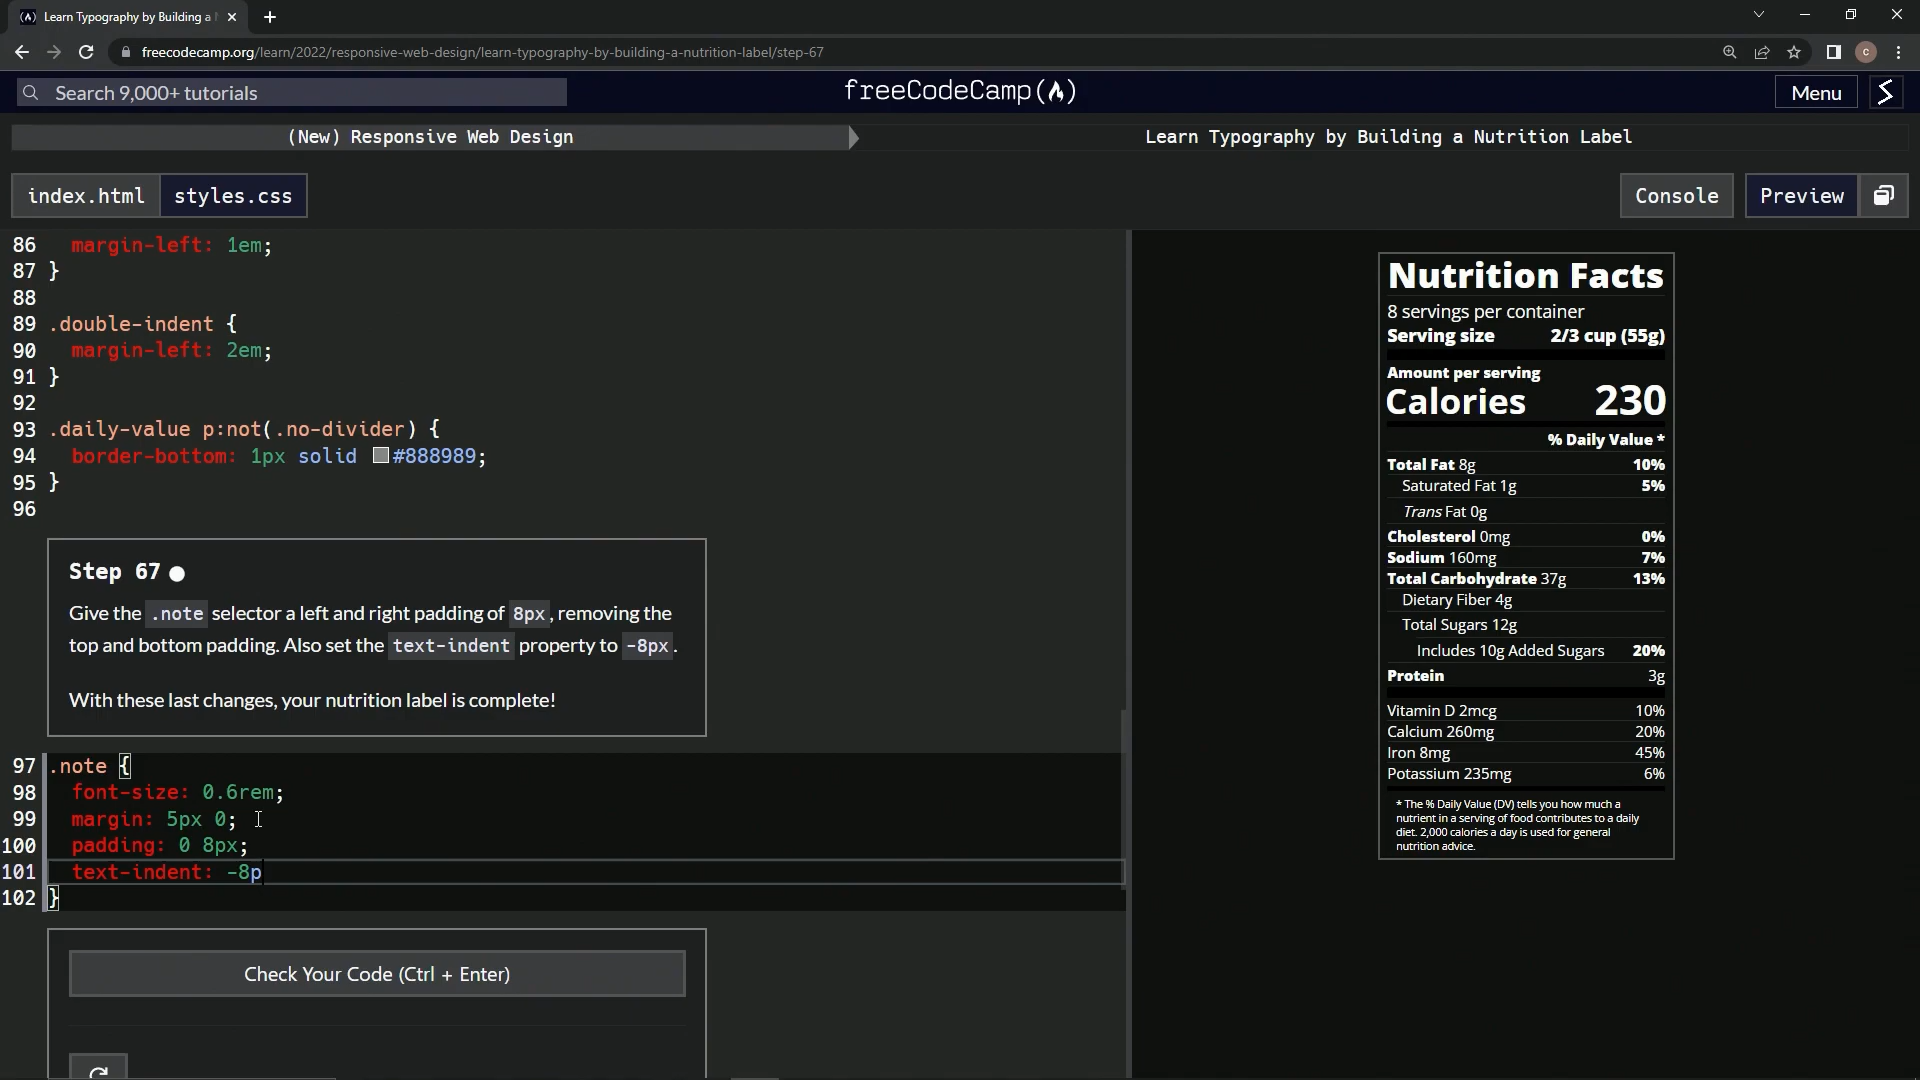 Learn Typography by Building a
freecodecamp.org/learn/2022/responsive-web-design/learn-typography-by-building-a-nutrition-label/step-67
c
Search 9,000+ tutorials
freeCodeCamp(🔥)
Menu
(New) Responsive Web Design
Learn Typography by Building a Nutrition Label
index.html
styles.css
Console
Preview
86 margin-left: 1em;
87 }
88
89 .double-indent {
90 margin-left: 2em;
91 }
92
93 .daily-value p:not(.no-divider) {
94 border-bottom: 1px solid #888989;
95 }
96
Step 67
Give the .note selector a left and right padding of 8px, removing the
top and bottom padding. Also set the text-indent property to -8px.
With these last changes, your nutrition label is complete!
97 .note {
98 font-size: 0.6rem;
99 margin: 5px 0;
100 padding: 0 8px;
101 text-indent: -8p
102 }
Check Your Code (Ctrl + Enter)
Nutrition Facts
8 servings per container
Serving size 2/3 cup (55g)
Amount per serving
Calories 230
% Daily Value *
Total Fat 8g 10%
Saturated Fat 1g 5%
Trans Fat 0g
Cholesterol 0mg 0%
Sodium 160mg 7%
Total Carbohydrate 37g 13%
Dietary Fiber 4g
Total Sugars 12g
Includes 10g Added Sugars 20%
Protein 3g
Vitamin D 2mcg 10%
Calcium 260mg 20%
Iron 8mg 45%
Potassium 235mg 6%
* The % Daily Value (DV) tells you how much a
nutrient in a serving of food contributes to a daily
diet. 2,000 calories a day is used for general
nutrition advice.